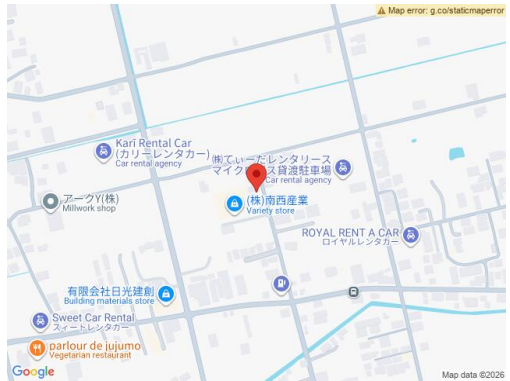 Map error: g.co/staticmaperror
Kari Rental Car
(カリーレンタカー)
Car rental agency
㈱てぃーだレンタリース
ス貸渡駐車場
Car rental agency
アークY(株)
Millwork shop
(株)南西産業
Variety store
ROYAL RENT A CAR
ロイヤルレンタカー
有限会社日光建創
Building materials store
Sweet Car Rental
スィートレンタカー
parlour de jujumo
Vegetarian restaurant
Google
Map data ©2026